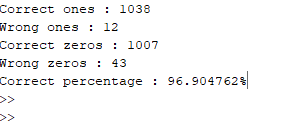 Correct ones : 1038
Wrong ones : 12
Correct zeros : 1007
Wrong zeros : 43
Correct percentage : 96.904762%
>>
>>